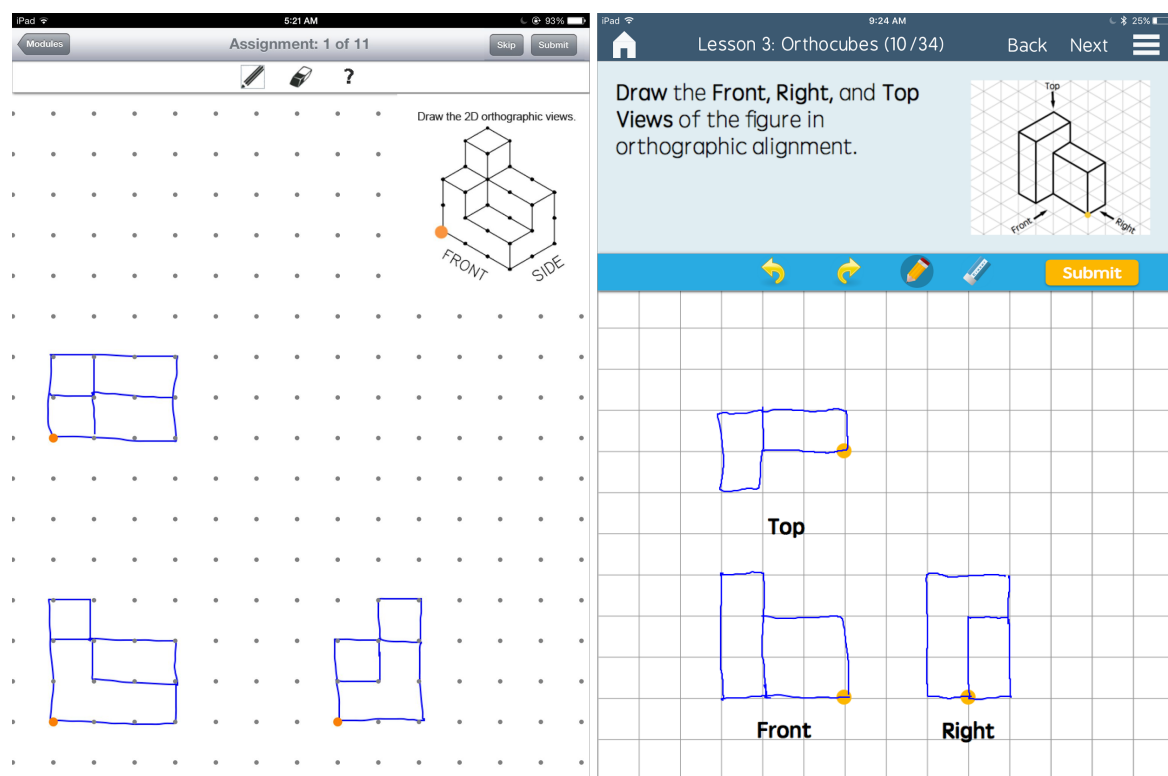 iPad 5:21 AM 93%
Modules Assignment: 1 of 11 Skip Submit
?
Draw the 2D orthographic views.
FRONT SIDE
iPad 9:24 AM 25%
Lesson 3: Orthocubes (10/34) Back Next
Draw the Front, Right, and Top
Views of the figure in
orthographic alignment.
Top
Front Right
Submit
Top
Front Right